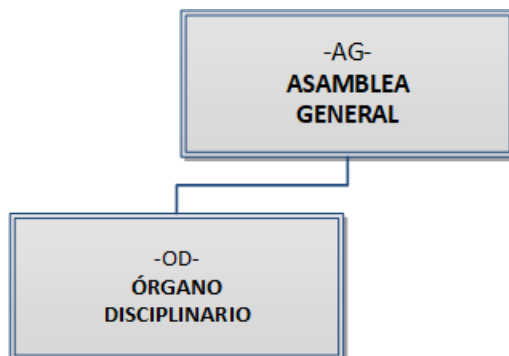 -AG-
ASAMBLEA
GENERAL
-OD-
ÓRGANO
DISCIPLINARIO